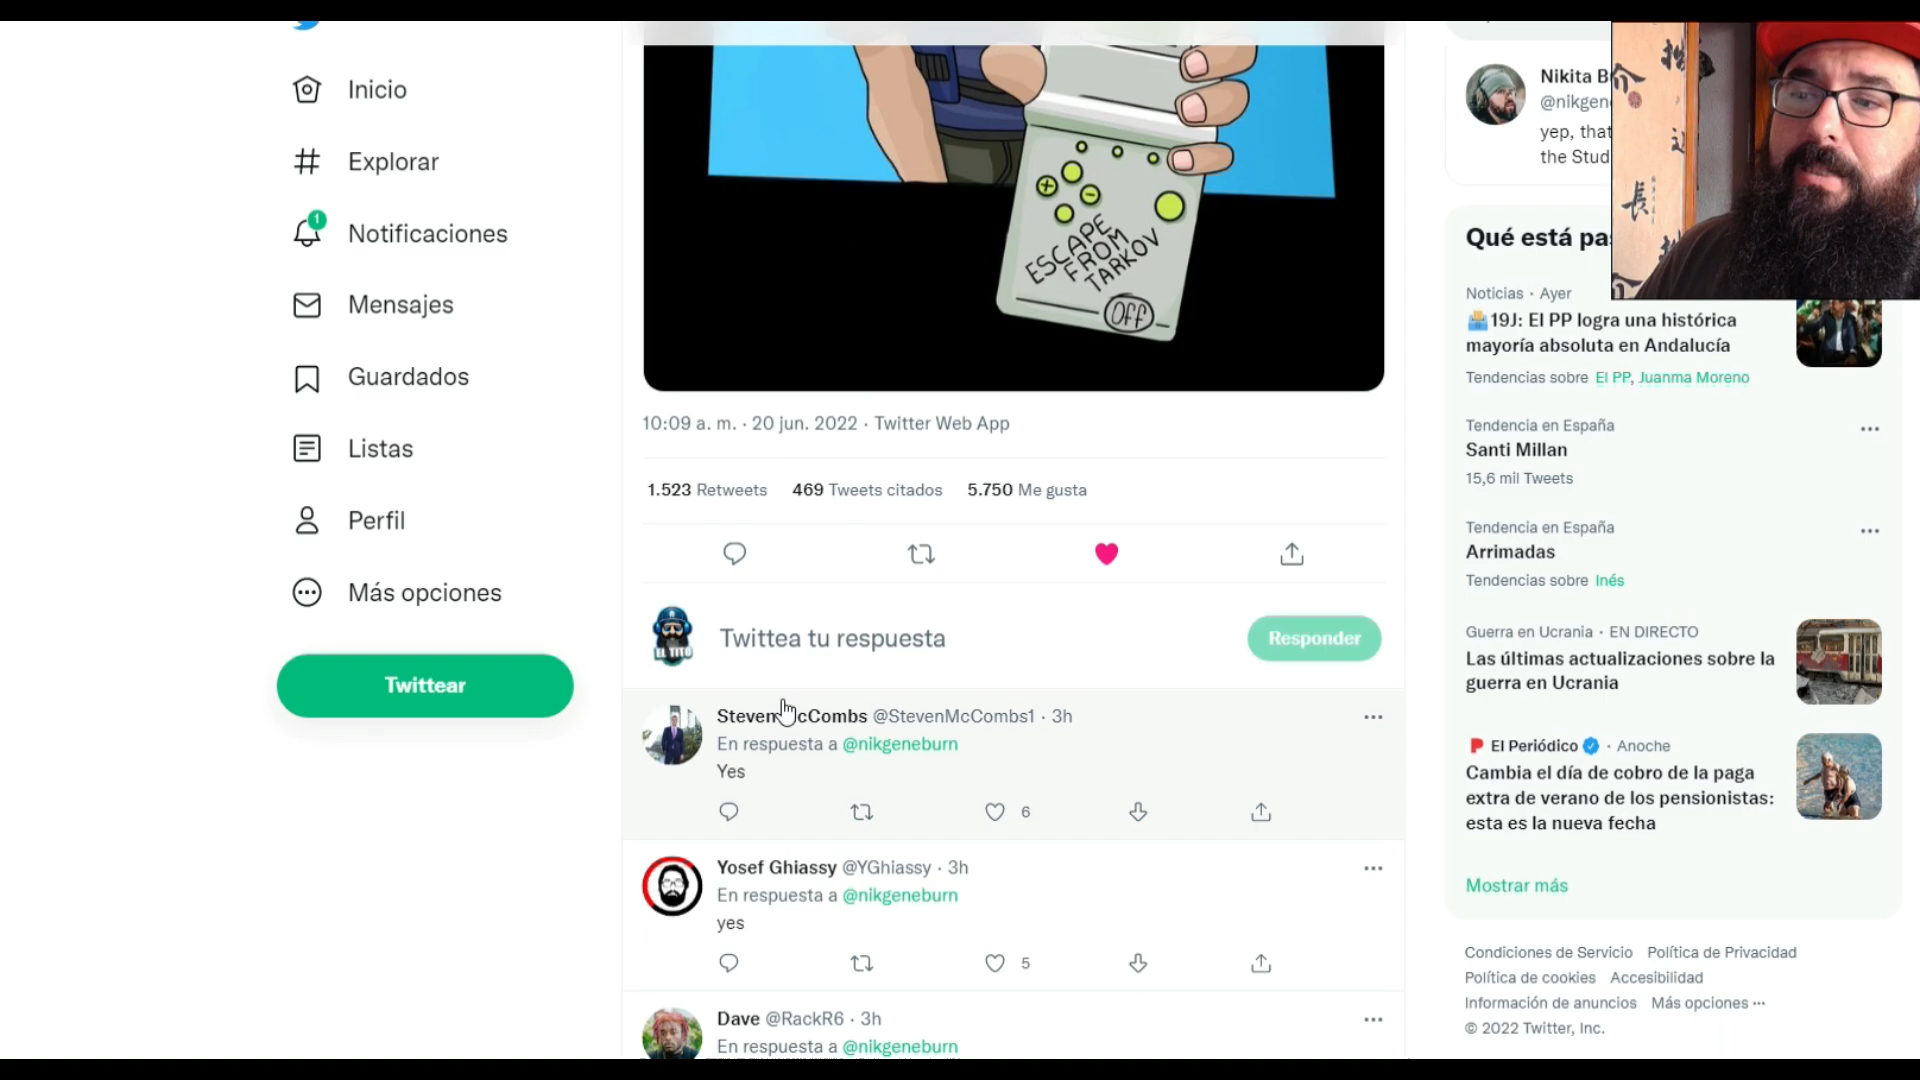 Inicio
Explorar
1
Notificaciones
Mensajes
Guardados
Listas
Perfil
Más opciones
Twittear
ESCAPE
FROM
TARKOV
OFF
10:09 a. m. · 20 jun. 2022 · Twitter Web App
1.523 Retweets 469 Tweets citados 5.750 Me gusta
EL TITO
Twittea tu respuesta
Responder
@StevenMcCombs1 · 3h
En respuesta a @nikgeneburn
Yes
6
Yosef Ghiassy @YGhiassy · 3h
En respuesta a @nikgeneburn
yes
5
Dave @RackR6 · 3h
En respuesta a @nikgeneburn
Nikita
yep,
the
Qué está
Noticias · Ayer
19J: El PP logra una histórica
mayoría absoluta en Andalucía
Tendencias sobre El PP, Juanma Moreno
Tendencia en España
Santi Millan
15,6 mil Tweets
Tendencia en España
Arrimadas
Tendencias sobre Inés
Guerra en Ucrania · EN DIRECTO
Las últimas actualizaciones sobre la
guerra en Ucrania
El Periódico · Anoche
Cambia el día de cobro de la paga
extra de verano de los pensionistas:
esta es la nueva fecha
Mostrar más
Condiciones de Servicio Política de Privacidad
Política de cookies Accesibilidad
Información de anuncios Más opciones ···
© 2022 Twitter, Inc.